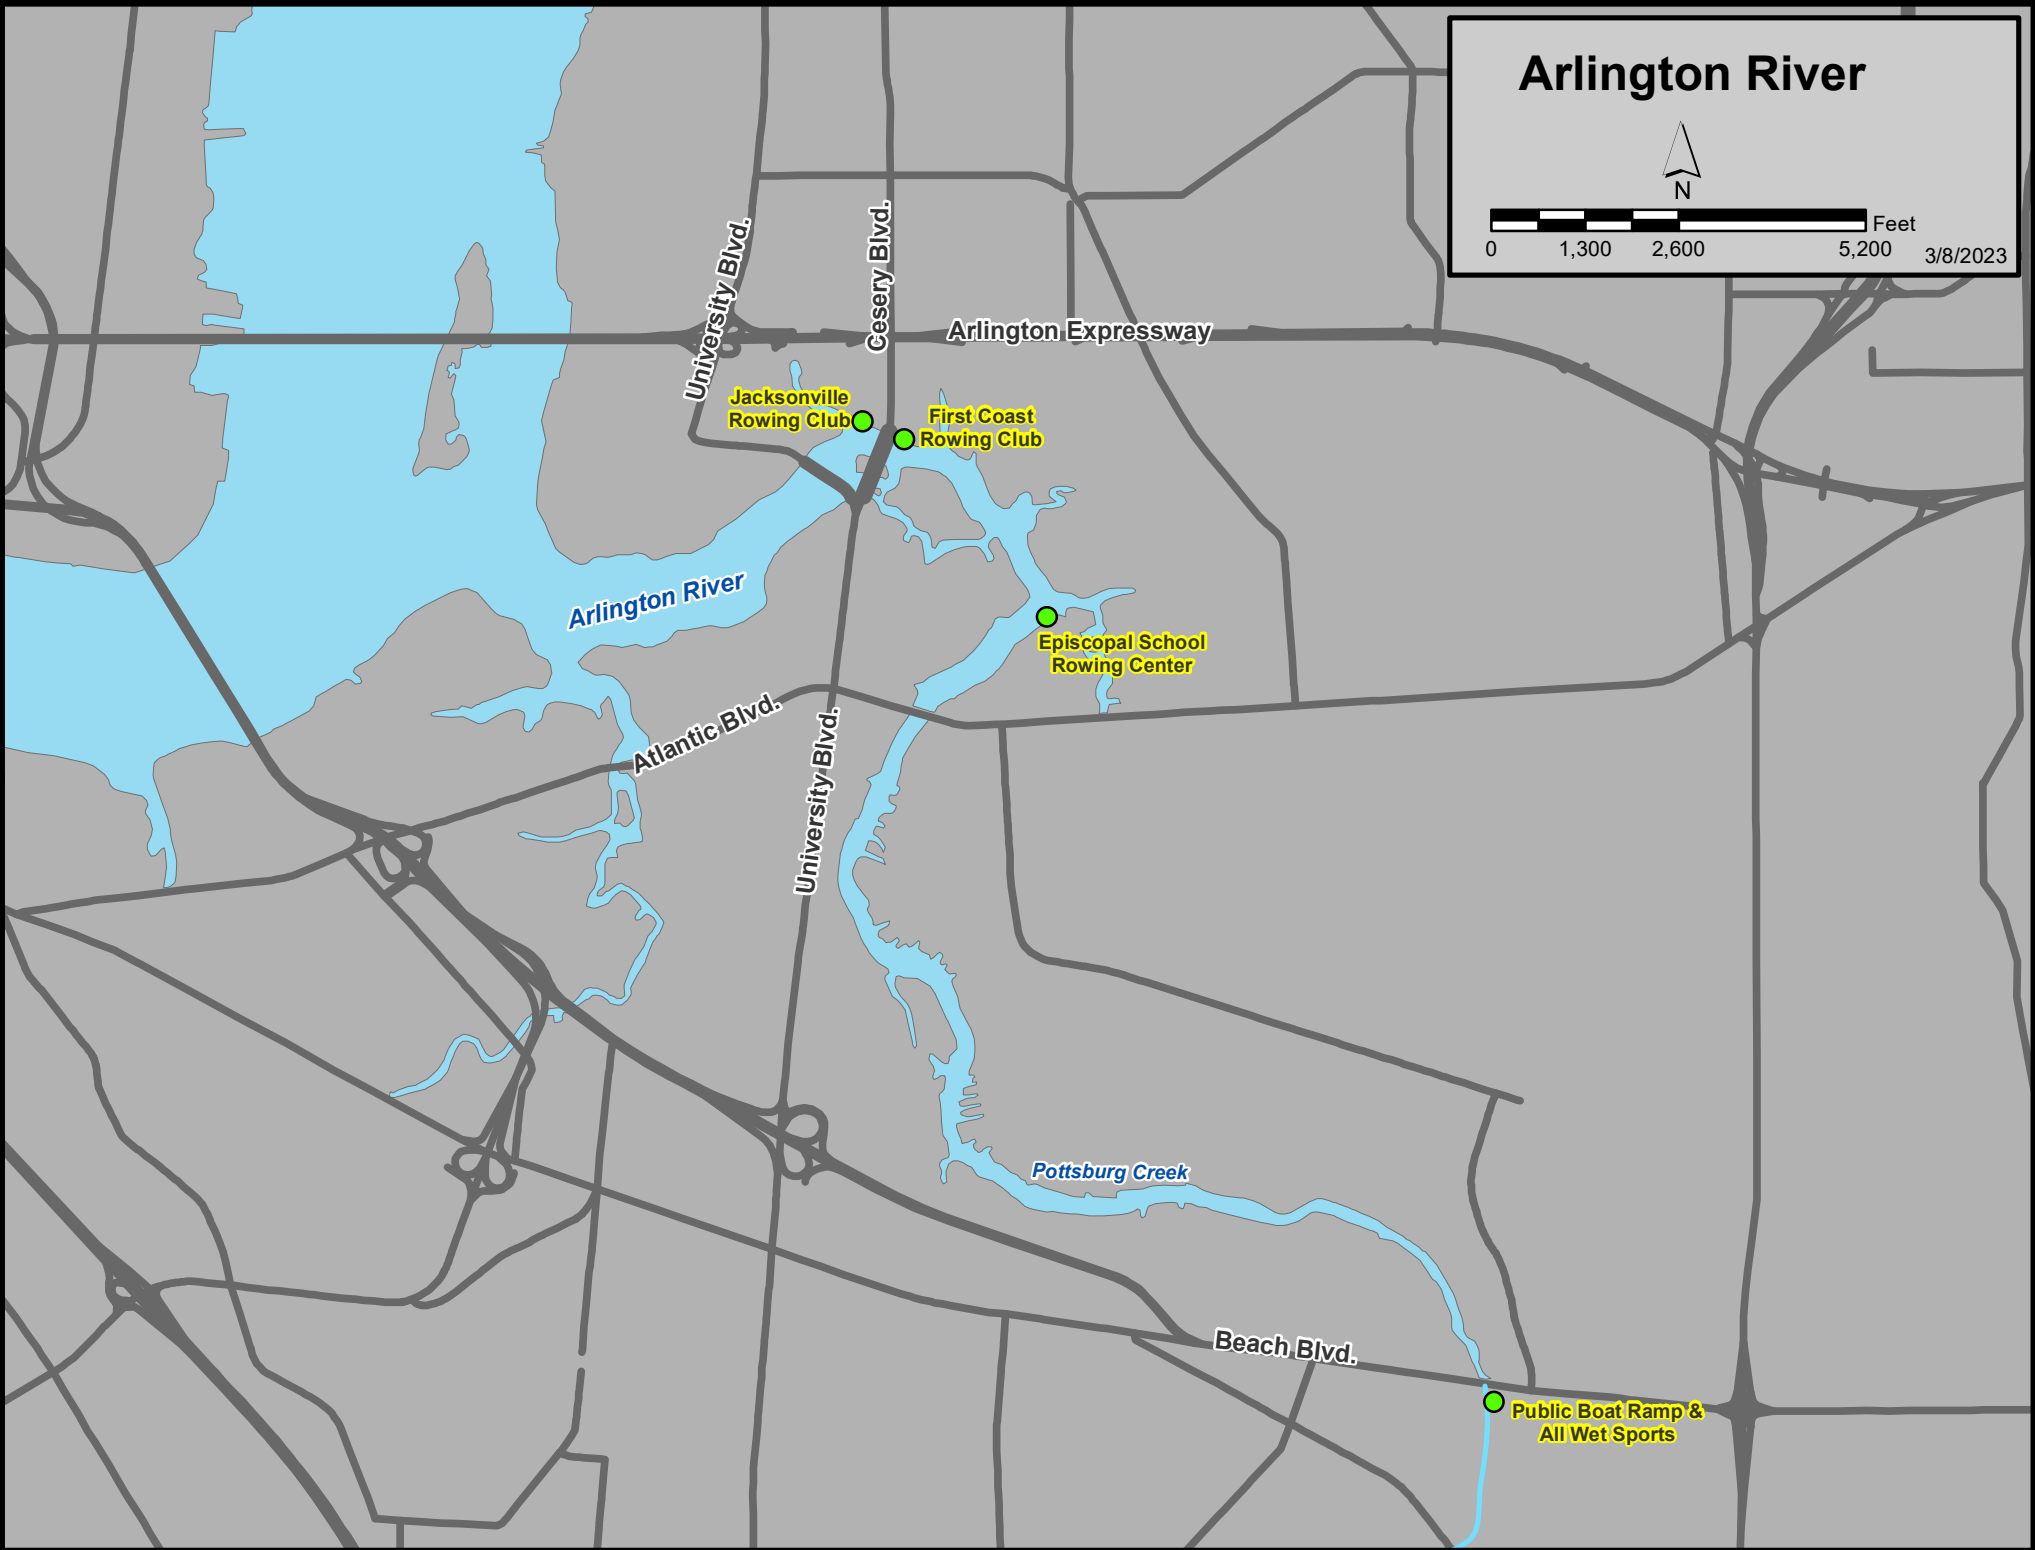 Arlington River
N
Feet
0 1,300 2,600 5,200
3/8/2023
University Blvd.
Cesery Blvd.
Arlington Expressway
Jacksonville
Rowing Club
First Coast
Rowing Club
Arlington River
Episcopal School
Rowing Center
Atlantic Blvd.
University Blvd.
Pottsburg Creek
Beach Blvd.
Public Boat Ramp &
All Wet Sports